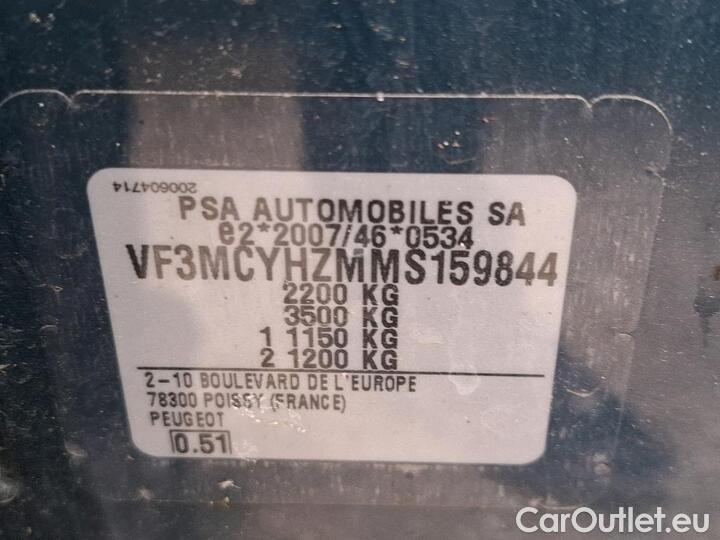 200604714
PSA AUTOMOBILES SA
e2*2007/46*0534
VF3MCYHZMMS159844
2200 KG
3500 KG
1 1150 KG
2 1200 KG
2-10 BOULEVARD DE L'EUROPE
78300 POISSY (FRANCE)
PEUGEOT
0.51
CarOutlet.eu